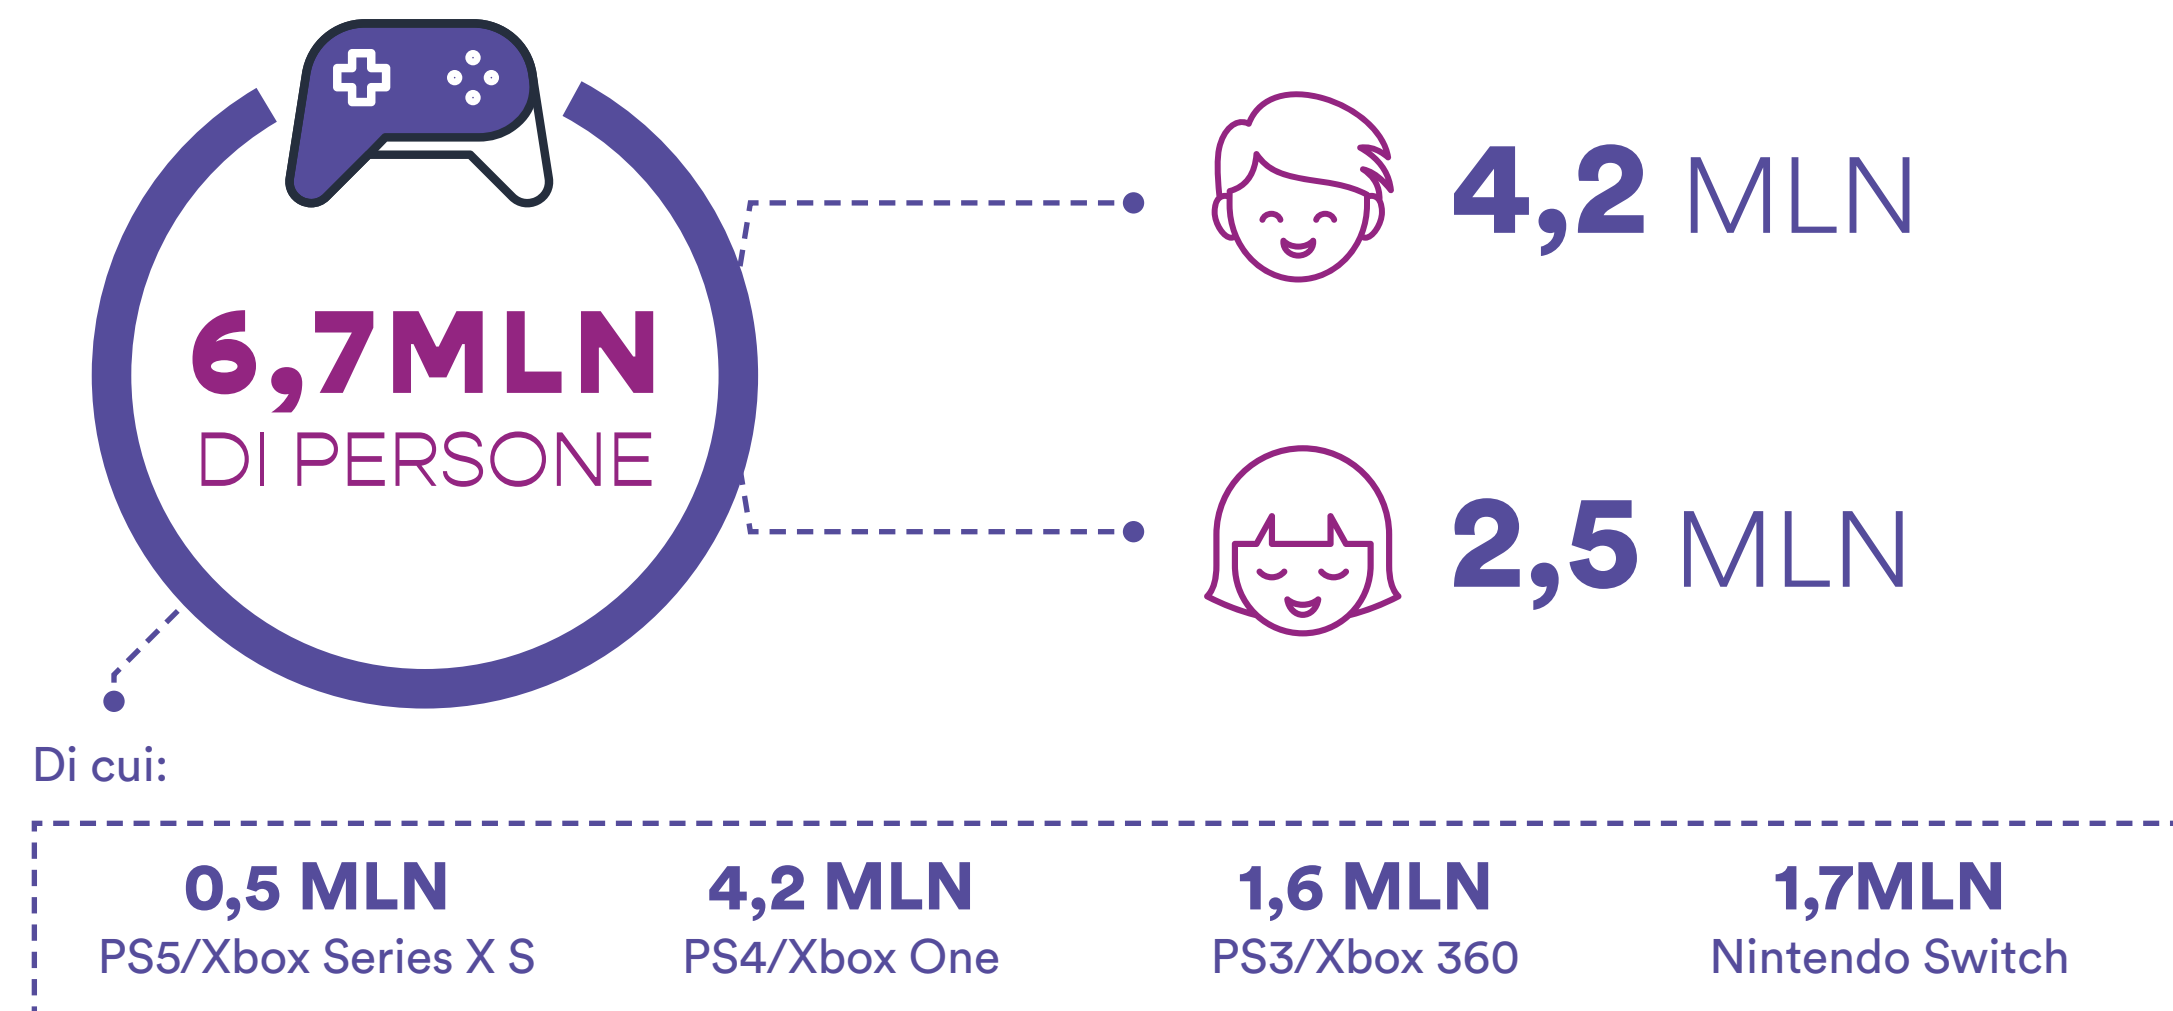 6,7MLN
DI PERSONE
4,2 MLN
2,5 MLN
Di cui:
0,5 MLN
PS5/Xbox Series X S
4,2 MLN
PS4/Xbox One
1,6 MLN
PS3/Xbox 360
1,7MLN
Nintendo Switch